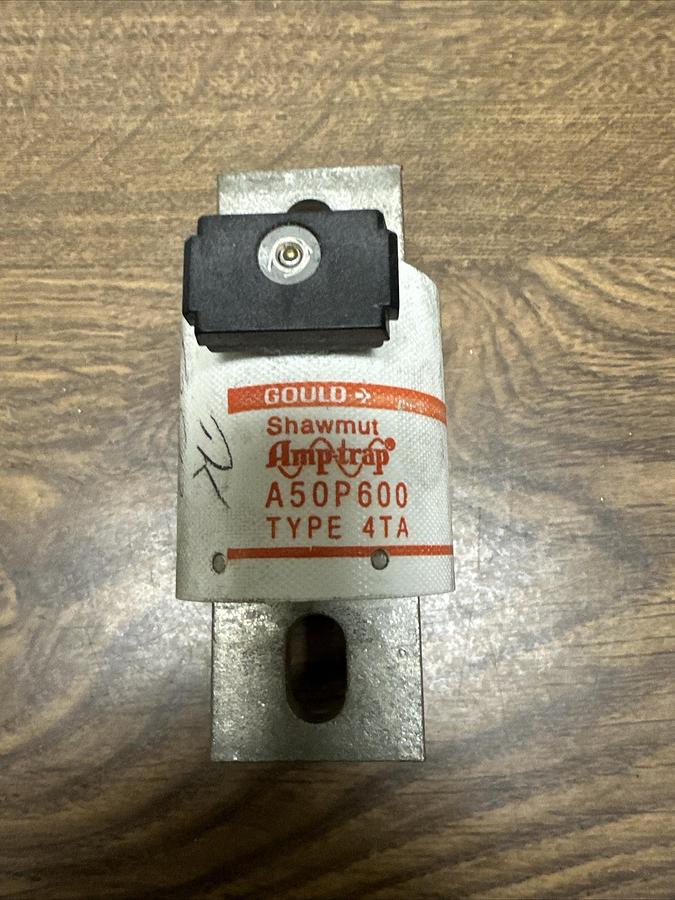 GOULD
Shawmut
Amp-trap®
A50P600
TYPE 4TA